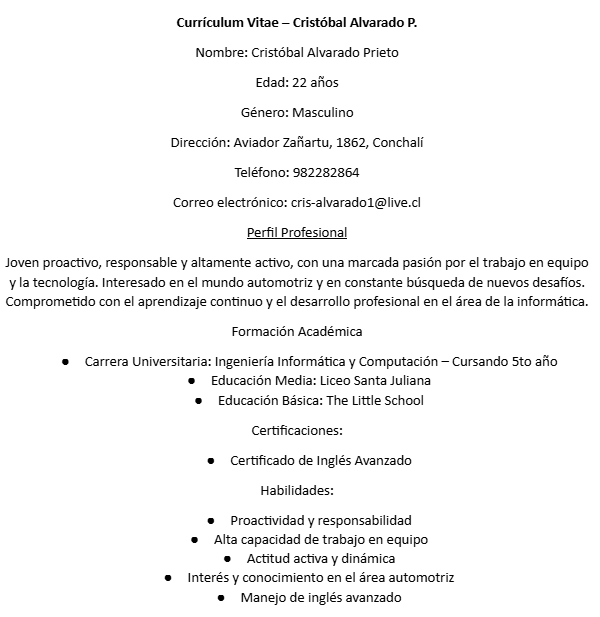 Currículum Vitae – Cristóbal Alvarado P.
Nombre: Cristóbal Alvarado Prieto
Edad: 22 años
Género: Masculino
Dirección: Aviador Zañartu, 1862, Conchalí
Teléfono: 982282864
Correo electrónico: cris-alvarado1@live.cl
Perfil Profesional
Joven proactivo, responsable y altamente activo, con una marcada pasión por el trabajo en equipo
y la tecnología. Interesado en el mundo automotriz y en constante búsqueda de nuevos desafíos.
Comprometido con el aprendizaje continuo y el desarrollo profesional en el área de la informática.
Formación Académica
● Carrera Universitaria: Ingeniería Informática y Computación – Cursando 5to año
● Educación Media: Liceo Santa Juliana
● Educación Básica: The Little School
Certificaciones:
● Certificado de Inglés Avanzado
Habilidades:
● Proactividad y responsabilidad
● Alta capacidad de trabajo en equipo
● Actitud activa y dinámica
● Interés y conocimiento en el área automotriz
● Manejo de inglés avanzado